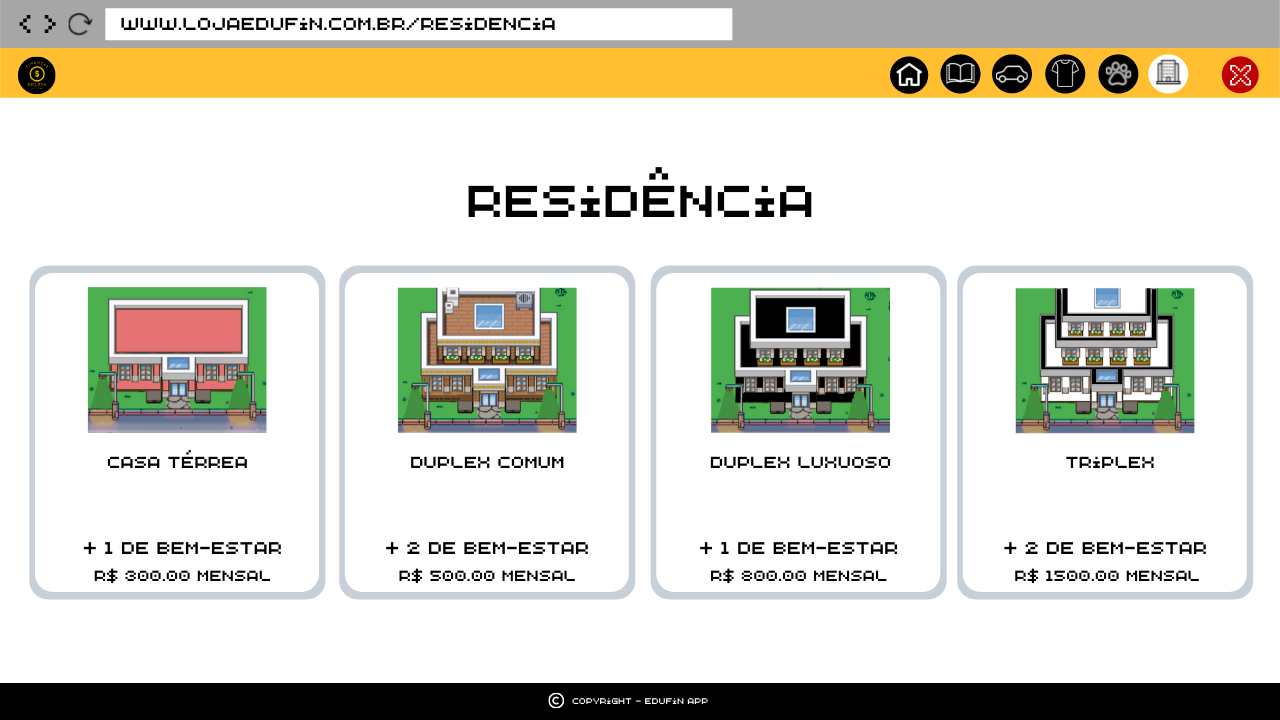 WWW.LOJAEDUFIN.COM.BR/RESIDENCIA
RESIDÊNCIA
CASA TÉRREA
DUPLEX COMUM
DUPLEX LUXUOSO
TRIPLEX
+ 1 DE BEM-ESTAR
+ 2 DE BEM-ESTAR
+ 1 DE BEM-ESTAR
+ 2 DE BEM-ESTAR
R$ 300.00 MENSAL
R$ 500.00 MENSAL
R$ 800.00 MENSAL
R$ 1500.00 MENSAL
© COPYRIGHT - EDUFIN APP